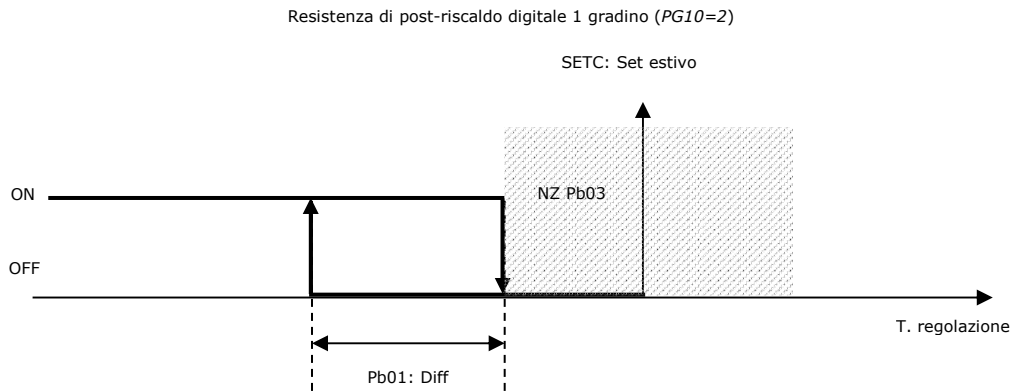 Resistenza di post-riscaldo digitale 1 gradino (PG10=2)
SETC: Set estivo
ON
NZ Pb03
OFF
T. regolazione
Pb01: Diff